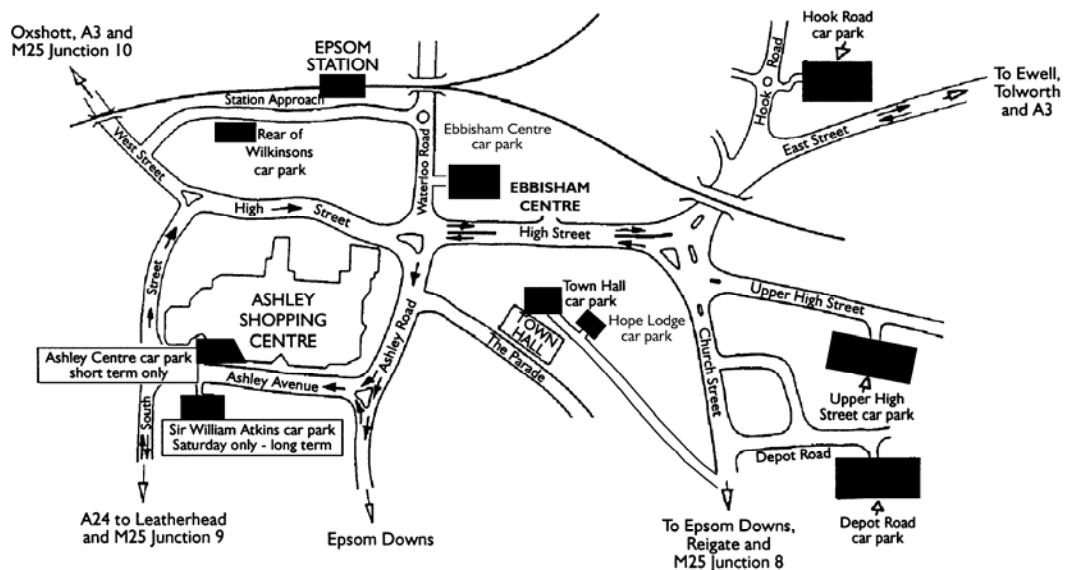 Oxshott, A3 and
M25 Junction 10
EPSOM
STATION
Hook Road
car park
To Ewell,
Tolworth
and A3
Station Approach
Rear of
Wilkinsons
car park
Ebbisham Centre
car park
Hook
Road
East Street
West Street
Waterloo Road
EBBISHAM
CENTRE
High
Street
High Street
Street
South
ASHLEY
SHOPPING
CENTRE
Ashley Road
Town Hall
car park
TOWN
HALL
Hope Lodge
car park
The Parade
Upper High Street
Church Street
Ashley Centre car park
short term only
Ashley Avenue
Sir William Atkins car park
Saturday only - long term
Upper High
Street car park
Depot Road
A24 to Leatherhead
and M25 Junction 9
Epsom Downs
To Epsom Downs,
Reigate and
M25 Junction 8
Depot Road
car park